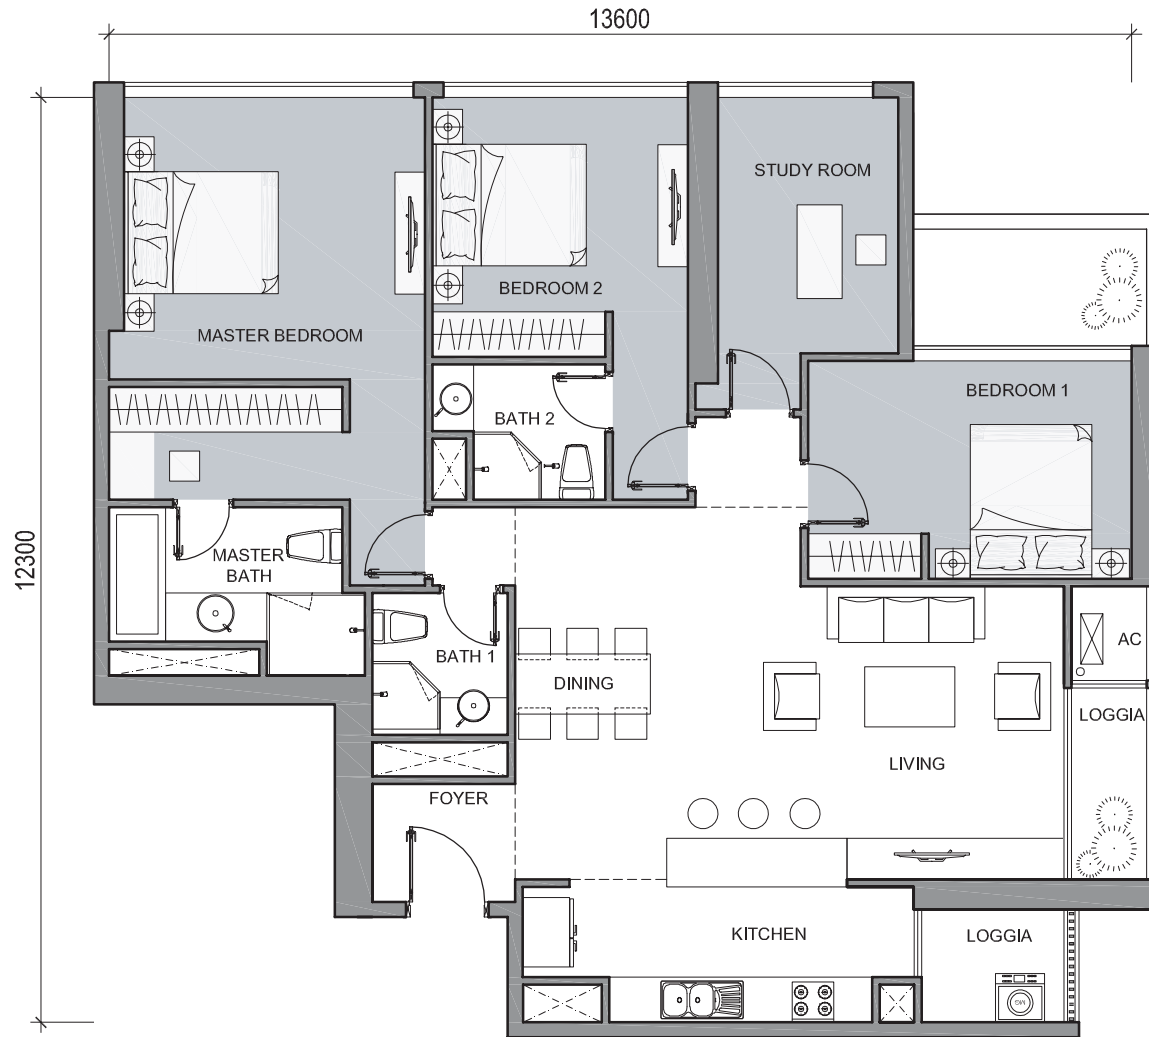 13600
STUDY ROOM
BEDROOM 2
MASTER BEDROOM
BEDROOM 1
BATH 2
12300
MASTER
BATH
AC
BATH 1
DINING
LOGGIA
LIVING
FOYER
KITCHEN
LOGGIA
MG